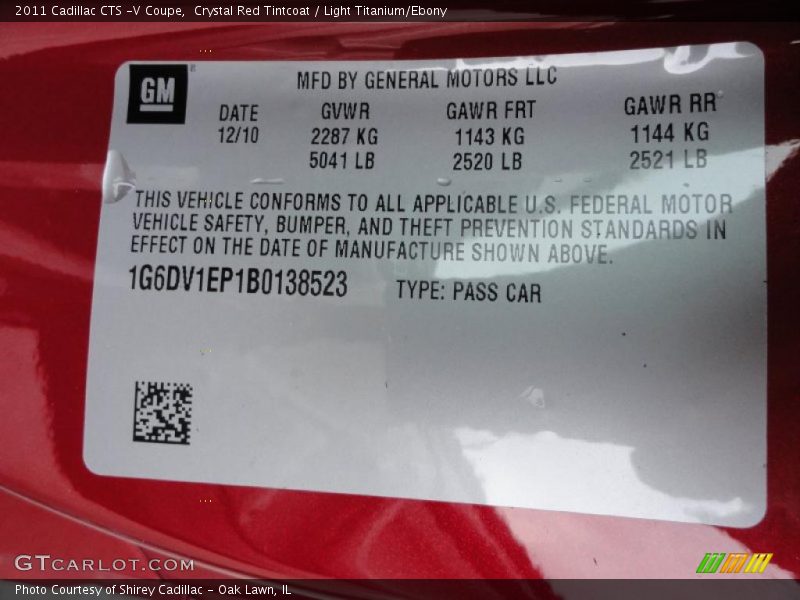 2011 Cadillac CTS -V Coupe,  Crystal Red Tintcoat / Light Titanium/Ebony
GM
MFD BY GENERAL MOTORS LLC
DATE GVWR GAWR FRT GAWR RR
12/10 2287 KG 1143 KG 1144 KG
5041 LB 2520 LB 2521 LB
THIS VEHICLE CONFORMS TO ALL APPLICABLE U.S. FEDERAL MOTOR
VEHICLE SAFETY, BUMPER, AND THEFT PREVENTION STANDARDS IN
EFFECT ON THE DATE OF MANUFACTURE SHOWN ABOVE.
1G6DV1EP1B0138523 TYPE: PASS CAR
GTCARLOT.COM
Photo Courtesy of Shirey Cadillac - Oak Lawn, IL